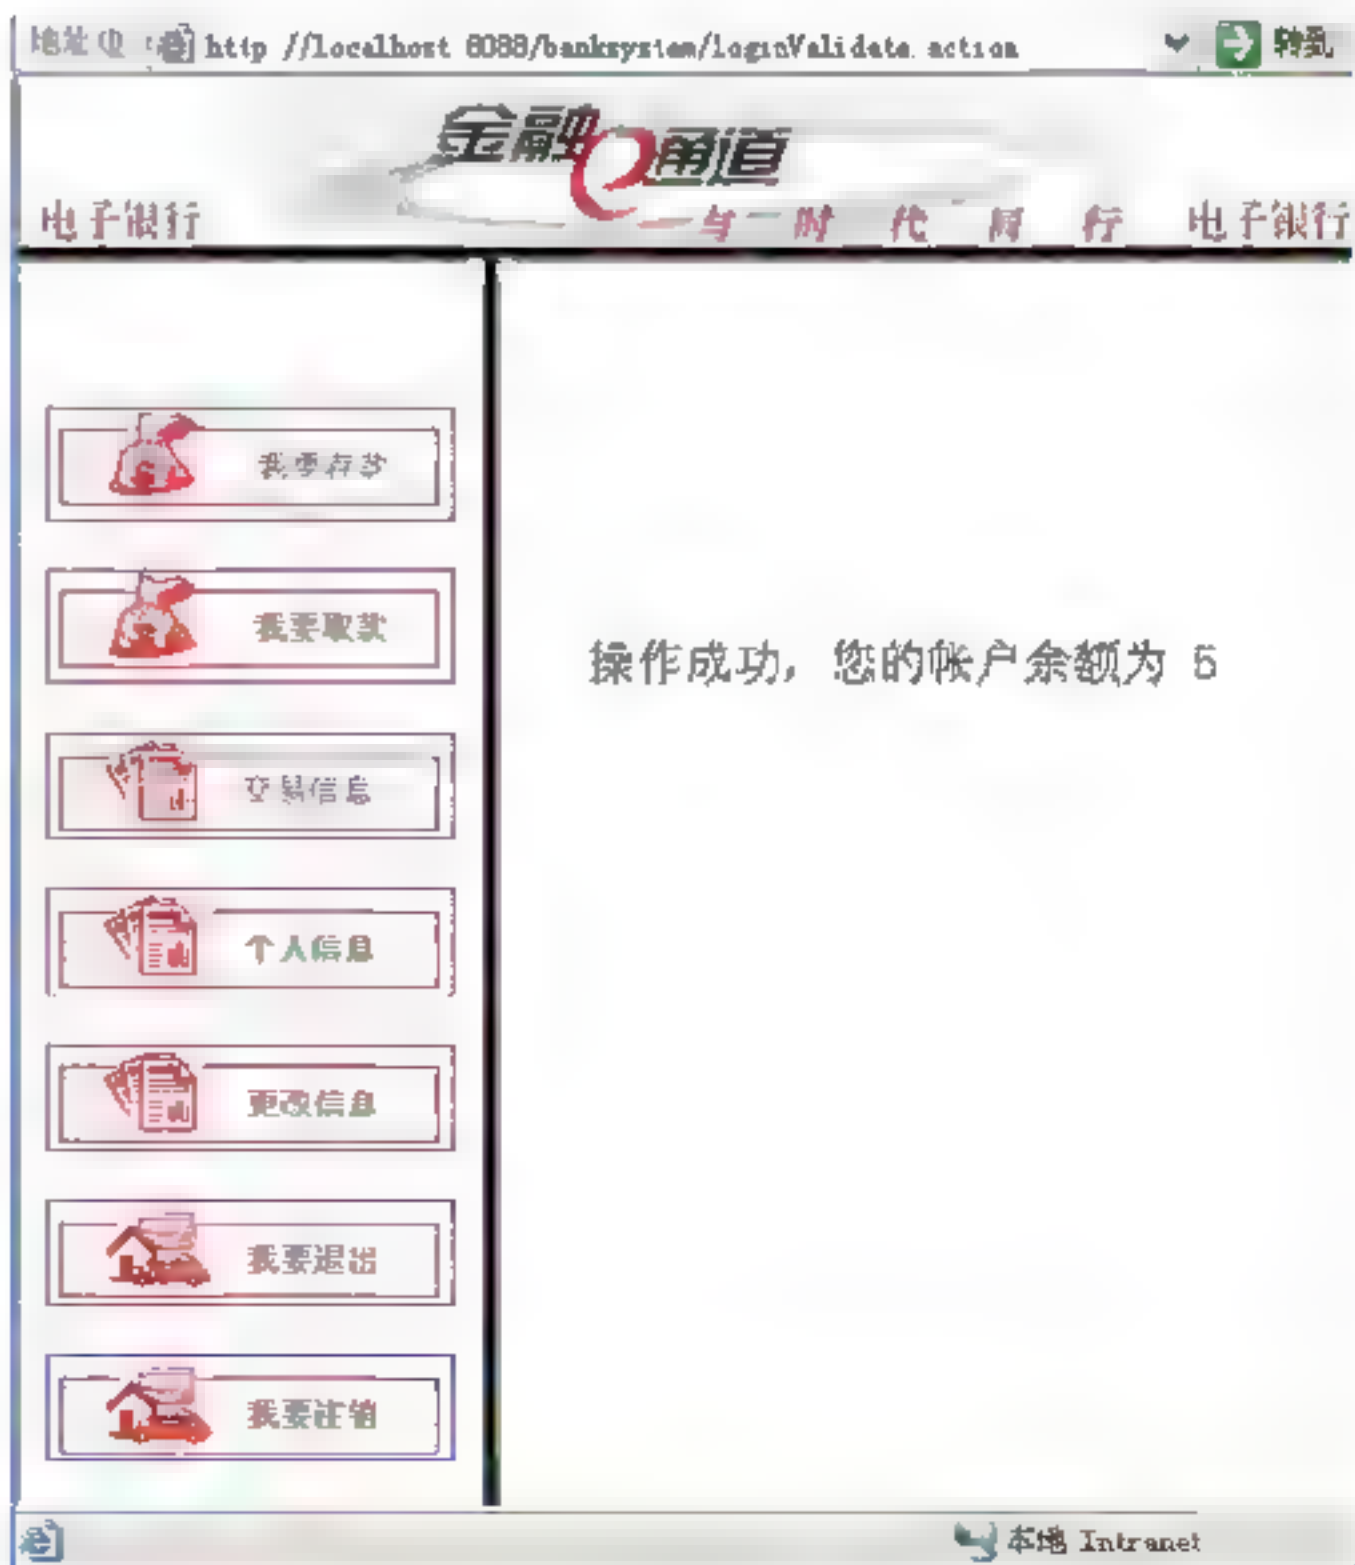 地址 http //localhost 8088/banksystem/loginValidate.action 转到
金融e通道
电子银行 与 时 代 同 行 电子银行
我要存款
我要取款
操作成功，您的帐户余额为 5
交易信息
个人信息
更改信息
我要退出
我要注销
本地 Intranet